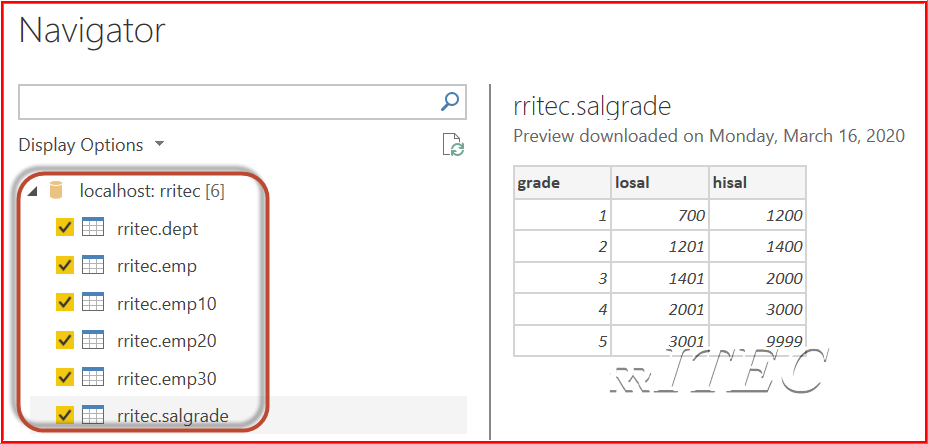 Navigator
Display Options
localhost: rritec [6]
rritec.dept
rritec.emp
rritec.emp10
rritec.emp20
rritec.emp30
rritec.salgrade
rritec.salgrade
Preview downloaded on Monday, March 16, 2020
grade losal hisal
1 700 1200
2 1201 1400
3 1401 2000
4 2001 3000
5 3001 9999
RRITEC